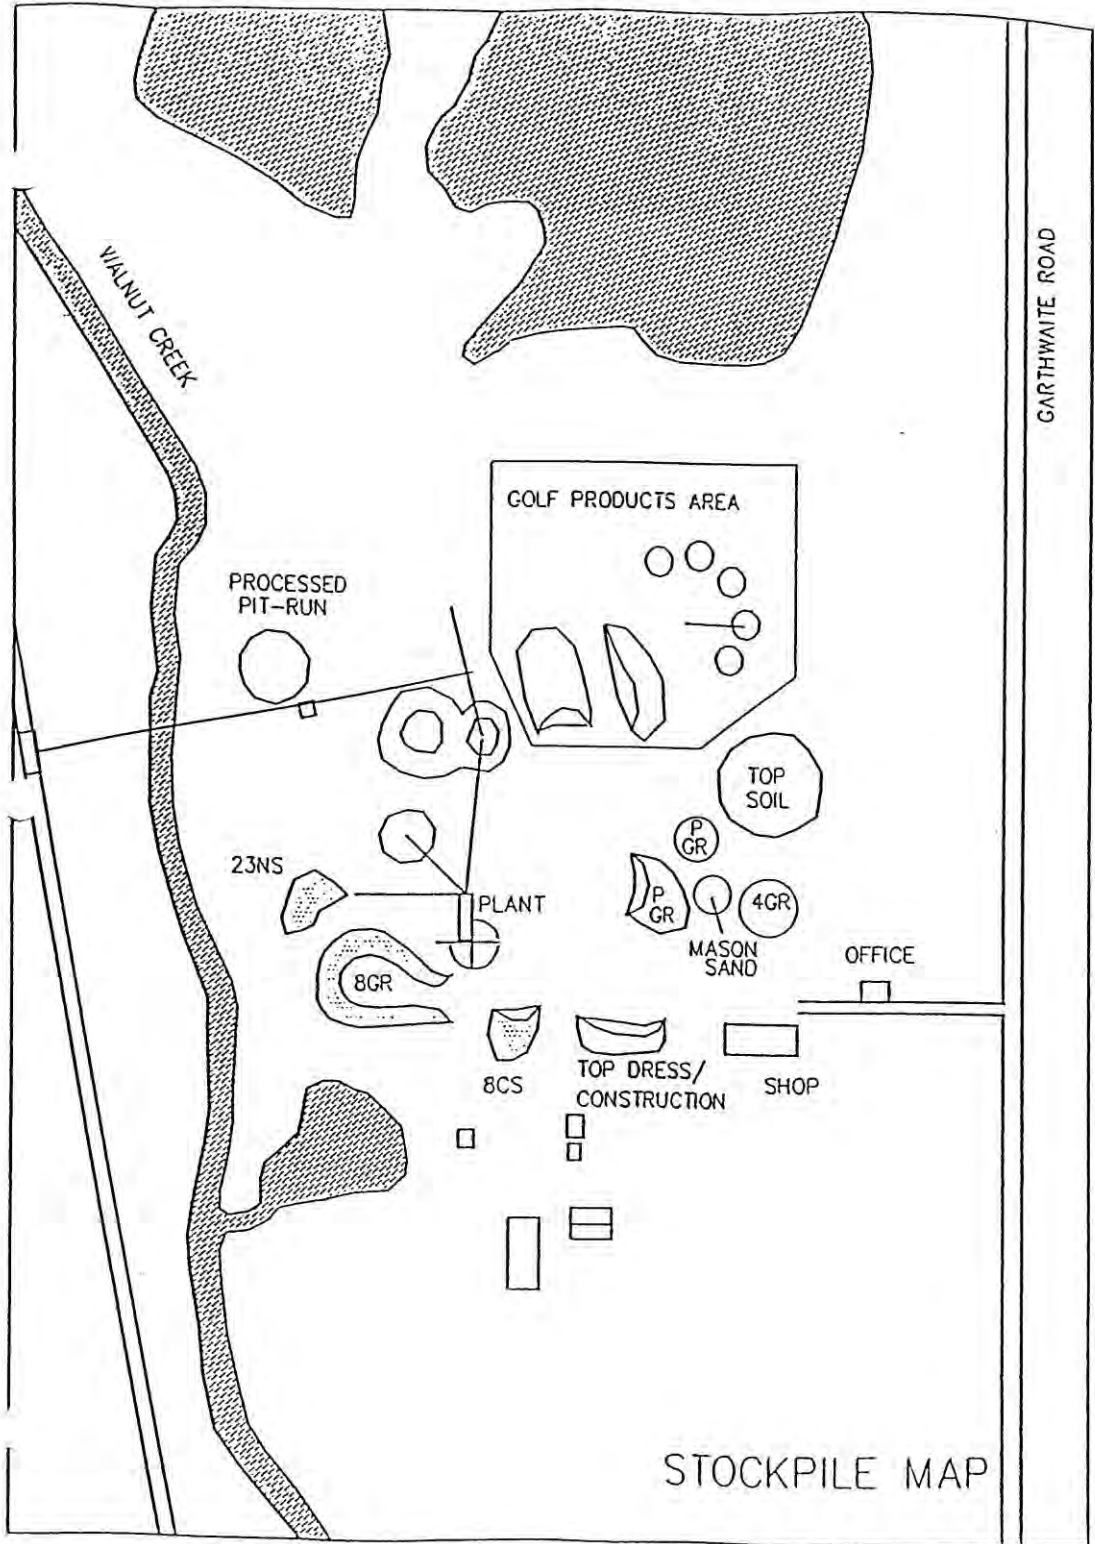 WALNUT CREEK
GARTHWAITE ROAD
GOLF PRODUCTS AREA
PROCESSED
PIT-RUN
TOP
SOIL
P
GR
23NS
PLANT
P
GR
4GR
MASON
SAND
OFFICE
8GR
8CS
TOP DRESS/
CONSTRUCTION
SHOP
STOCKPILE MAP